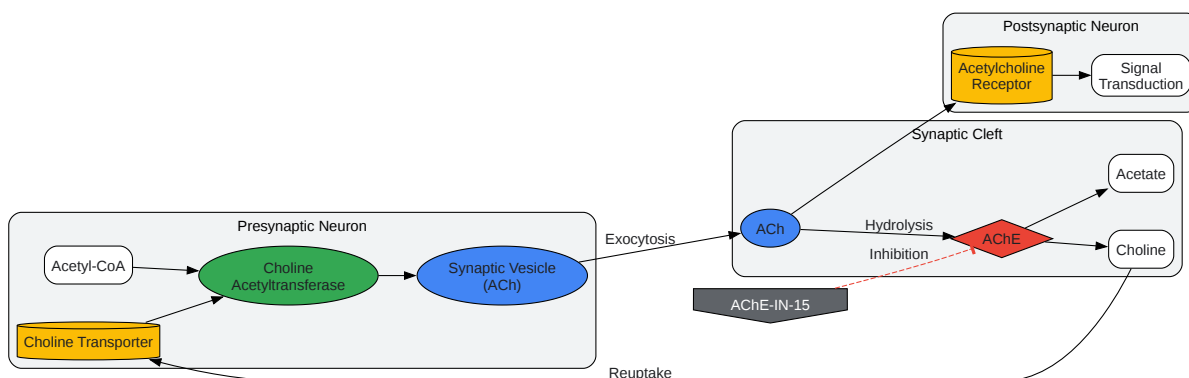 Postsynaptic Neuron
Acetylcholine
Receptor
Signal
Transduction
Synaptic Cleft
Acetate
ACh
Hydrolysis
AChE
Choline
Inhibition
AChE-IN-15
Exocytosis
Presynaptic Neuron
Acetyl-CoA
Choline
Acetyltransferase
Synaptic Vesicle
(ACh)
Choline Transporter
Reuptake